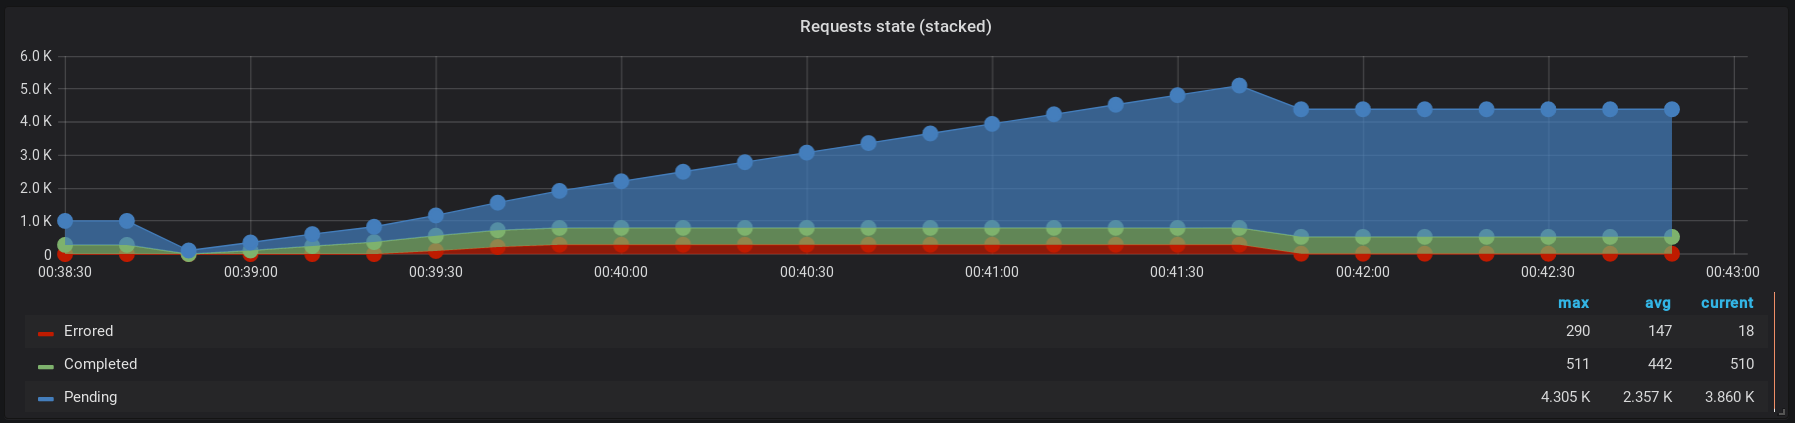 Requests state (stacked)
6.0 K
5.0 K
4.0 K
3.0 K
2.0 K
1.0 K
0
00:38:30 00:39:00 00:39:30 00:40:00 00:40:30 00:41:00 00:41:30 00:42:00 00:42:30 00:43:00
max avg current
Errored 290 147 18
Completed 511 442 510
Pending 4.305 K 2.357 K 3.860 K